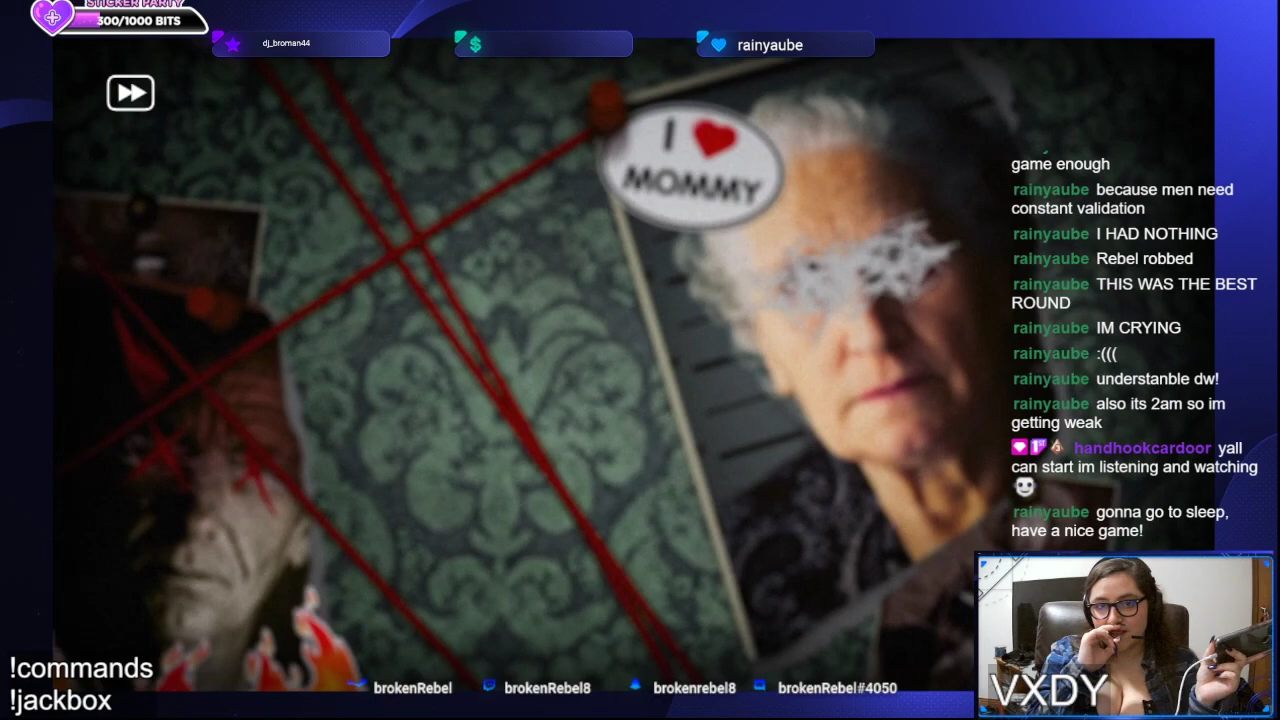 STICKER PARTY
300/1000 BITS
dj_broman44
$
rainyaube
I ♥
MOMMY
game enough
rainyaube because men need
constant validation
rainyaube I HAD NOTHING
rainyaube Rebel robbed
rainyaube THIS WAS THE BEST
ROUND
rainyaube IM CRYING
rainyaube :(((
rainyaube understanble dw!
rainyaube also its 2am so im
getting weak
handhookcardoor yall
can start im listening and watching
rainyaube gonna go to sleep,
have a nice game!
!commands
!jackbox
brokenRebel
brokenRebel8
brokenrebel8
brokenRebel#4050
VXDY